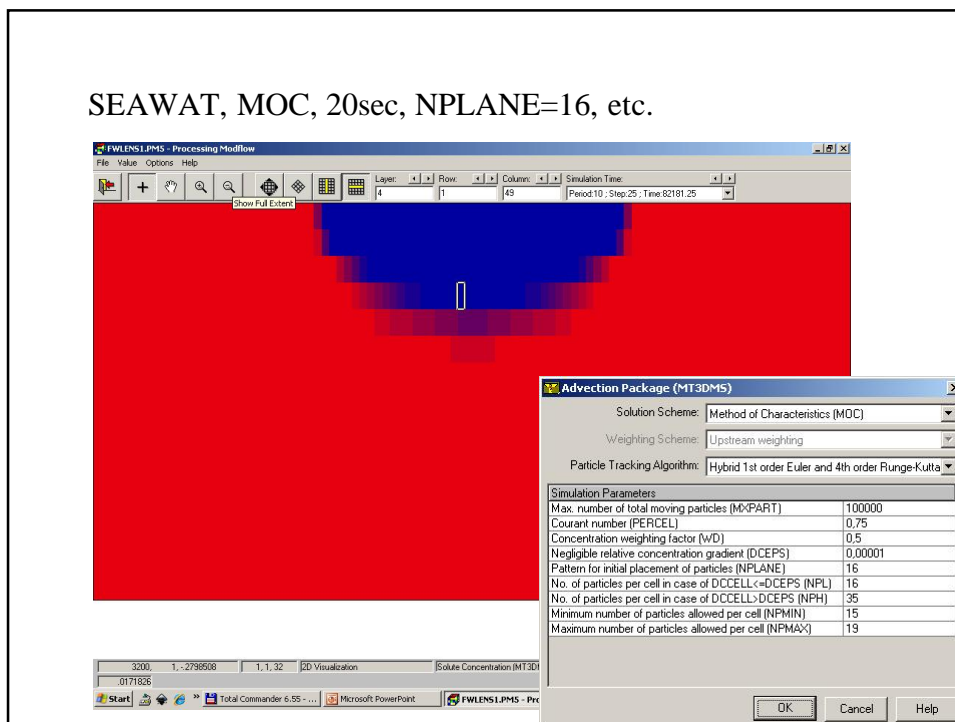 SEAWAT, MOC, 20sec, NPLANE=16, etc.
FWLENS1.PM5 - Processing Modflow
File Value Options Help
Layer: Row: Column: Simulation Time:
4 1 49 Period:10 ; Step:25 ; Time:82181.25
Show Full Extent
Advection Package (MT3DMS)
Solution Scheme: Method of Characteristics (MOC)
Weighting Scheme: Upstream weighting
Particle Tracking Algorithm: Hybrid 1st order Euler and 4th order Runge-Kutta
Simulation Parameters
Max. number of total moving particles (MXPART) 100000
Courant number (PERCEL) 0,75
Concentration weighting factor (WD) 0,5
Negligible relative concentration gradient (DCEPS) 0,00001
Pattern for initial placement of particles (NPLANE) 16
No. of particles per cell in case of DCCELL<=DCEPS (NPL) 16
No. of particles per cell in case of DCCELL>DCEPS (NPH) 35
Minimum number of particles allowed per cell (NPMIN) 15
Maximum number of particles allowed per cell (NPMAX) 19
OK Cancel Help
3200, 1,-.2798508 1, 1, 32 2D Visualization Solute Concentration (MT3D
.0171826
Start » Total Commander 6.55 - ... Microsoft PowerPoint FWLENS1.PM5 - Pro